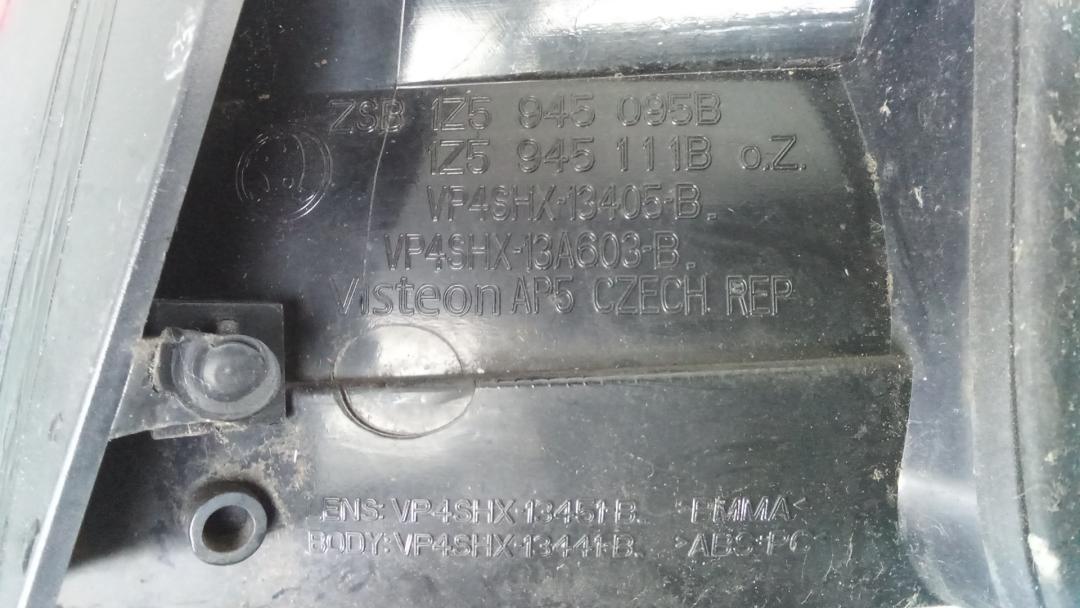 ZSB 1Z5 945 095B
1Z5 945 111B o.Z.
VP4SHX-13405-B.
VP4SHX-13A603-B.
Visteon AP5 CZECH. REP
LENS: VP4SHX-13451-B. >PMMA<
BODY: VP4SHX-13441-B. >ABS+PC